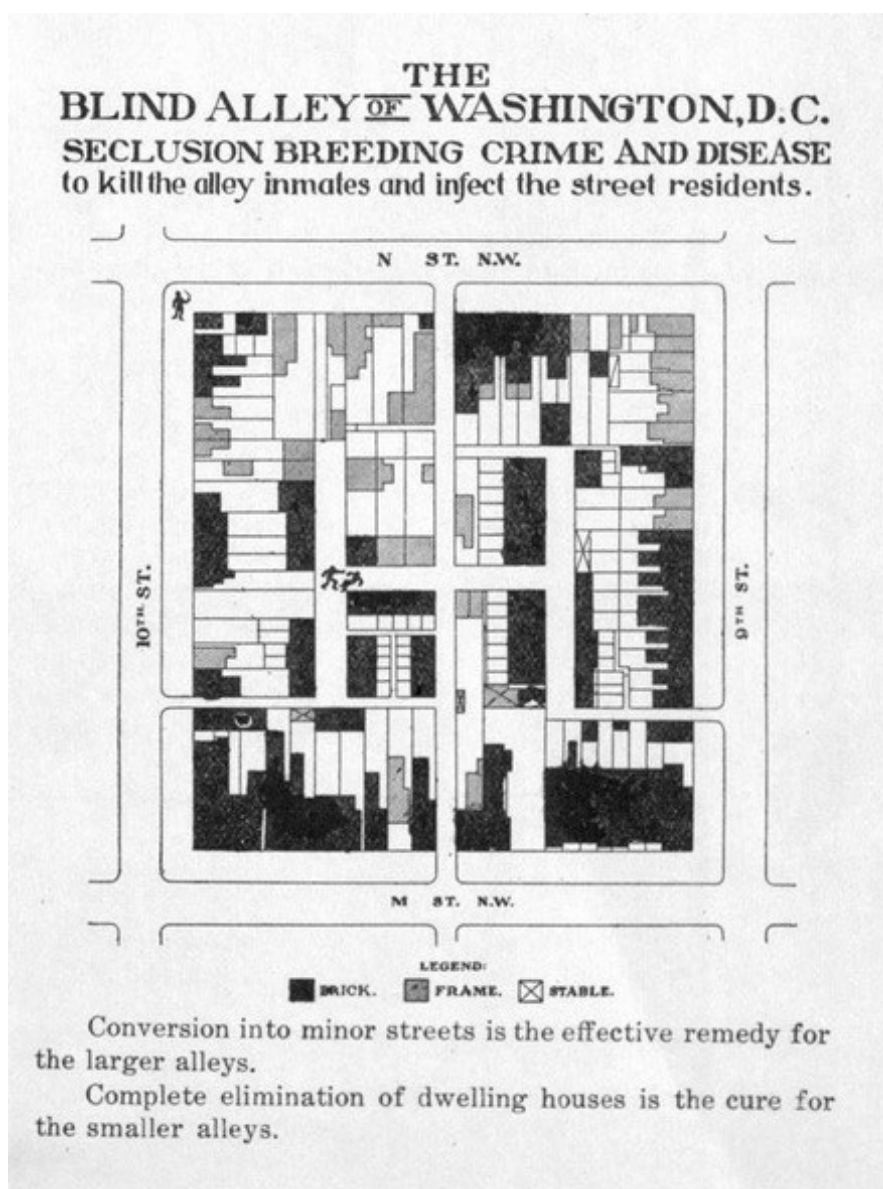 THE
BLIND ALLEY OF WASHINGTON, D.C.
SECLUSION BREEDING CRIME AND DISEASE
to kill the alley inmates and infect the street residents.
N ST. N.W.
10TH. ST.
9TH ST.
M ST. N.W.
LEGEND:
BRICK. FRAME. STABLE.
Conversion into minor streets is the effective remedy for
the larger alleys.
Complete elimination of dwelling houses is the cure for
the smaller alleys.